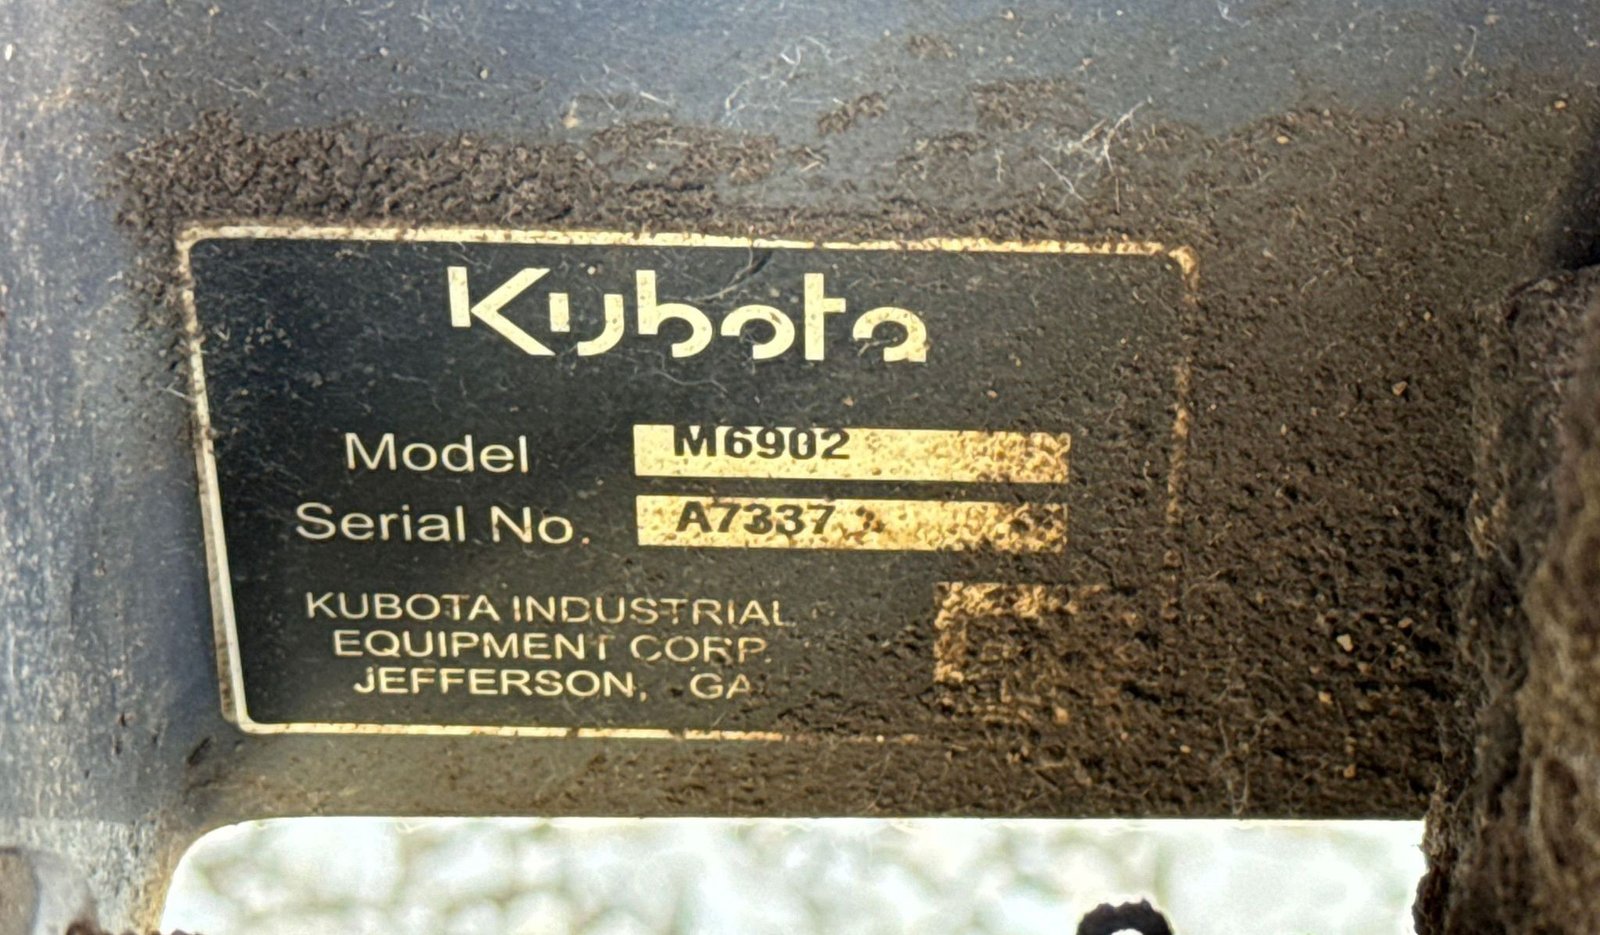 Kubota
Model M6902
Serial No. A7337
KUBOTA INDUSTRIAL
EQUIPMENT CORP.
JEFFERSON, GA